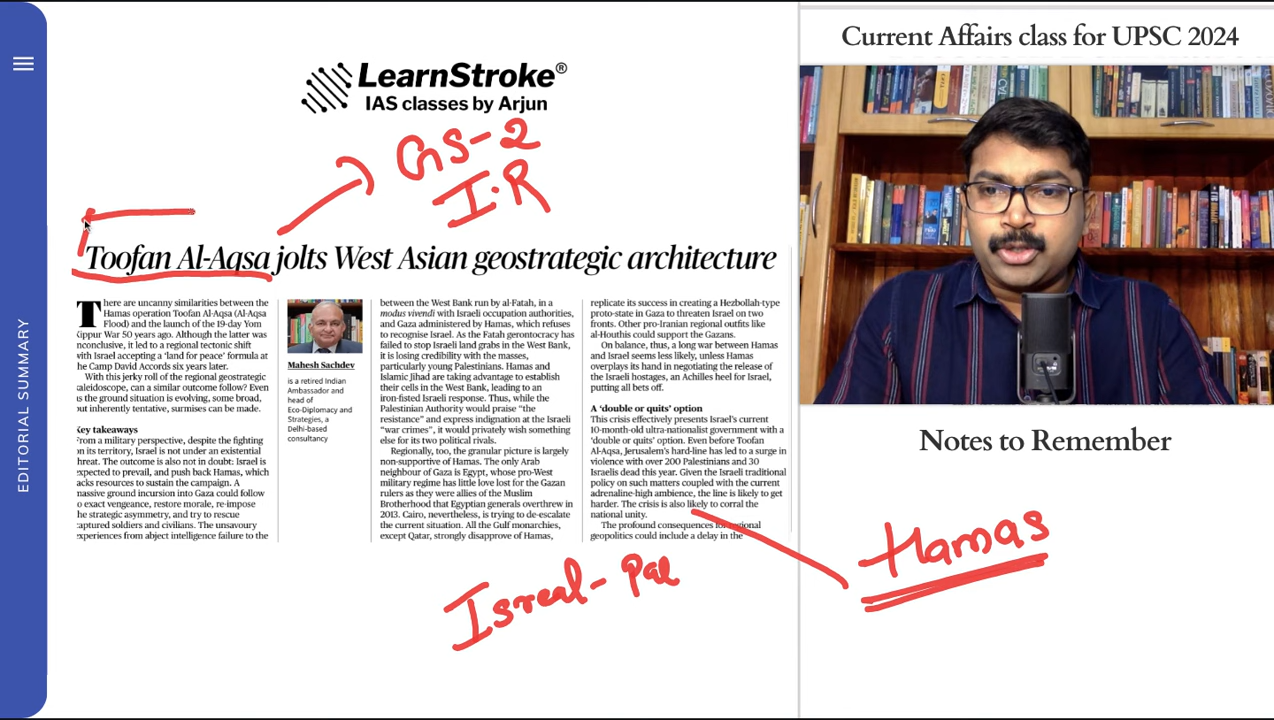 Current Affairs class for UPSC 2024
LearnStroke®
IAS classes by Arjun
GS-2
I.R
Toofan Al-Aqsa jolts West Asian geostrategic architecture
There are uncanny similarities between the
Hamas operation Toofan Al-Aqsa (Al-Aqsa
Flood) and the launch of the 19-day Yom
Kippur War 50 years ago. Although the latter was
inconclusive, it led to a regional tectonic shift
with Israel accepting a 'land for peace' formula at
the Camp David Accords six years later.
With this jerky roll of the regional geostrategic
kaleidoscope, can a similar outcome follow? Even
as the ground situation is evolving, some broad,
but inherently tentative, surmises can be made.
Key takeaways
From a military perspective, despite the fighting
on its territory, Israel is not under an existential
threat. The outcome is also not in doubt: Israel is
expected to prevail, and push back Hamas, which
lacks resources to sustain the campaign. A
massive ground incursion into Gaza could follow
to exact vengeance, restore morale, re-impose
the strategic asymmetry, and try to rescue
captured soldiers and civilians. The unsavoury
experiences from abject intelligence failure to the
Mahesh Sachdev
is a retired Indian
Ambassador and
head of
Eco-Diplomacy and
Strategies, a
Delhi-based
consultancy
between the West Bank run by al-Fatah, in a
modus vivendi with Israeli occupation authorities,
and Gaza administered by Hamas, which refuses
to recognise Israel. As the Fatah gerontocracy has
failed to stop Israeli land grabs in the West Bank,
it is losing credibility with the masses,
particularly young Palestinians. Hamas and
Islamic Jihad are taking advantage to establish
their cells in the West Bank, leading to an
iron-fisted Israeli response. Thus, while the
Palestinian Authority would praise "the
resistance" and express indignation at the Israeli
"war crimes", it would privately wish something
else for its two political rivals.
Regionally, too, the granular picture is largely
non-supportive of Hamas. The only Arab
neighbour of Gaza is Egypt, whose pro-West
military regime has little love lost for the Gazan
rulers as they were allies of the Muslim
Brotherhood that Egyptian generals overthrew in
2013. Cairo, nevertheless, is trying to de-escalate
the current situation. All the Gulf monarchies,
except Qatar, strongly disapprove of Hamas,
replicate its success in creating a Hezbollah-type
proto-state in Gaza to threaten Israel on two
fronts. Other pro-Iranian regional outfits like
al-Houthis could support the Gazans.
On balance, thus, a long war between Hamas
and Israel seems less likely, unless Hamas
overplays its hand in negotiating the release of
the Israeli hostages, an Achilles heel for Israel,
putting all bets off.
A 'double or quits' option
This crisis effectively presents Israel's current
10-month-old ultra-nationalist government with a
'double or quits' option. Even before Toofan
Al-Aqsa, Jerusalem's hard-line has led to a surge in
violence with over 200 Palestinians and 30
Israelis dead this year. Given the Israeli traditional
policy on such matters coupled with the current
adrenaline-high ambience, the line is likely to get
harder. The crisis is also likely to corral the
national unity.
The profound consequences for regional
geopolitics could include a delay in the
Notes to Remember
Hamas
Isreal-Pal
EDITORIAL SUMMARY